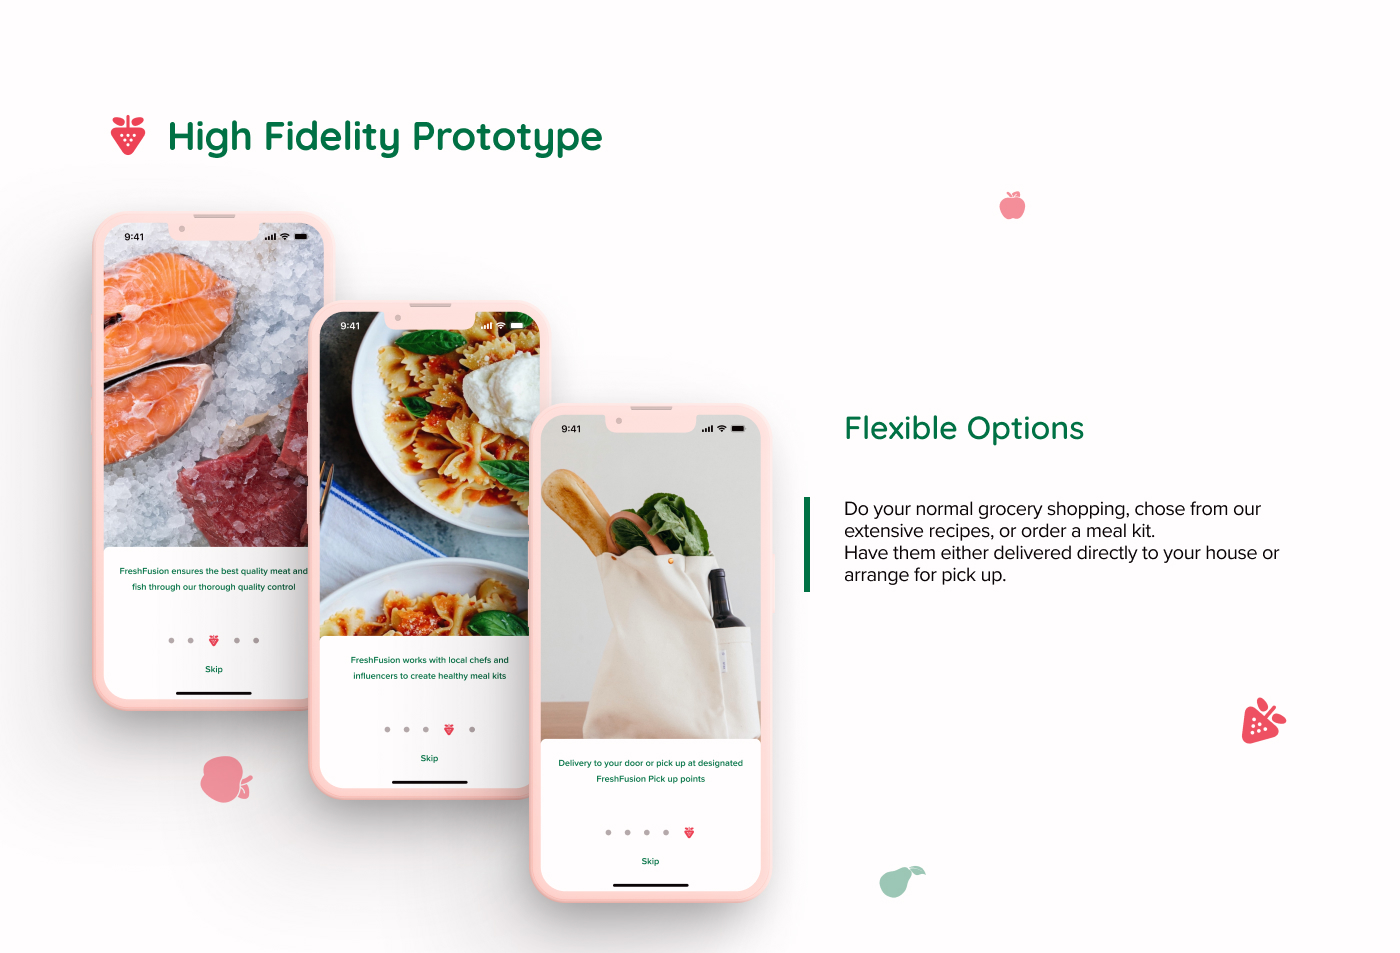 High Fidelity Prototype
9:41
FreshFusion ensures the best quality meat and
fish through our thorough quality control
Skip
9:41
FreshFusion works with local chefs and
influencers to create healthy meal kits
Skip
9:41
Delivery to your door or pick up at designated
FreshFusion Pick up points
Skip
Flexible Options
Do your normal grocery shopping, chose from our
extensive recipes, or order a meal kit.
Have them either delivered directly to your house or
arrange for pick up.